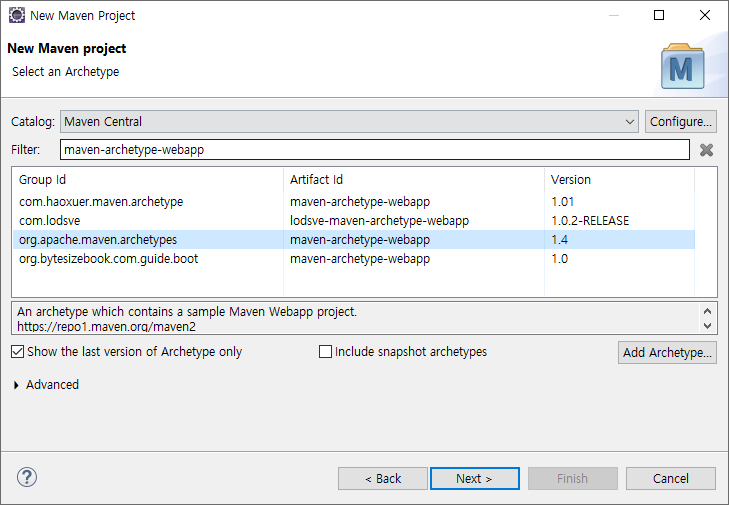 New Maven Project
New Maven project
Select an Archetype
M
Catalog: Maven Central Configure...
Filter: maven-archetype-webapp
Group Id Artifact Id Version
com.haoxuer.maven.archetype maven-archetype-webapp 1.01
com.lodsve lodsve-maven-archetype-webapp 1.0.2-RELEASE
org.apache.maven.archetypes maven-archetype-webapp 1.4
org.bytesizebook.com.guide.boot maven-archetype-webapp 1.0
An archetype which contains a sample Maven Webapp project.
https://repo1.maven.org/maven2
Show the last version of Archetype only Include snapshot archetypes Add Archetype...
Advanced
? < Back Next > Finish Cancel